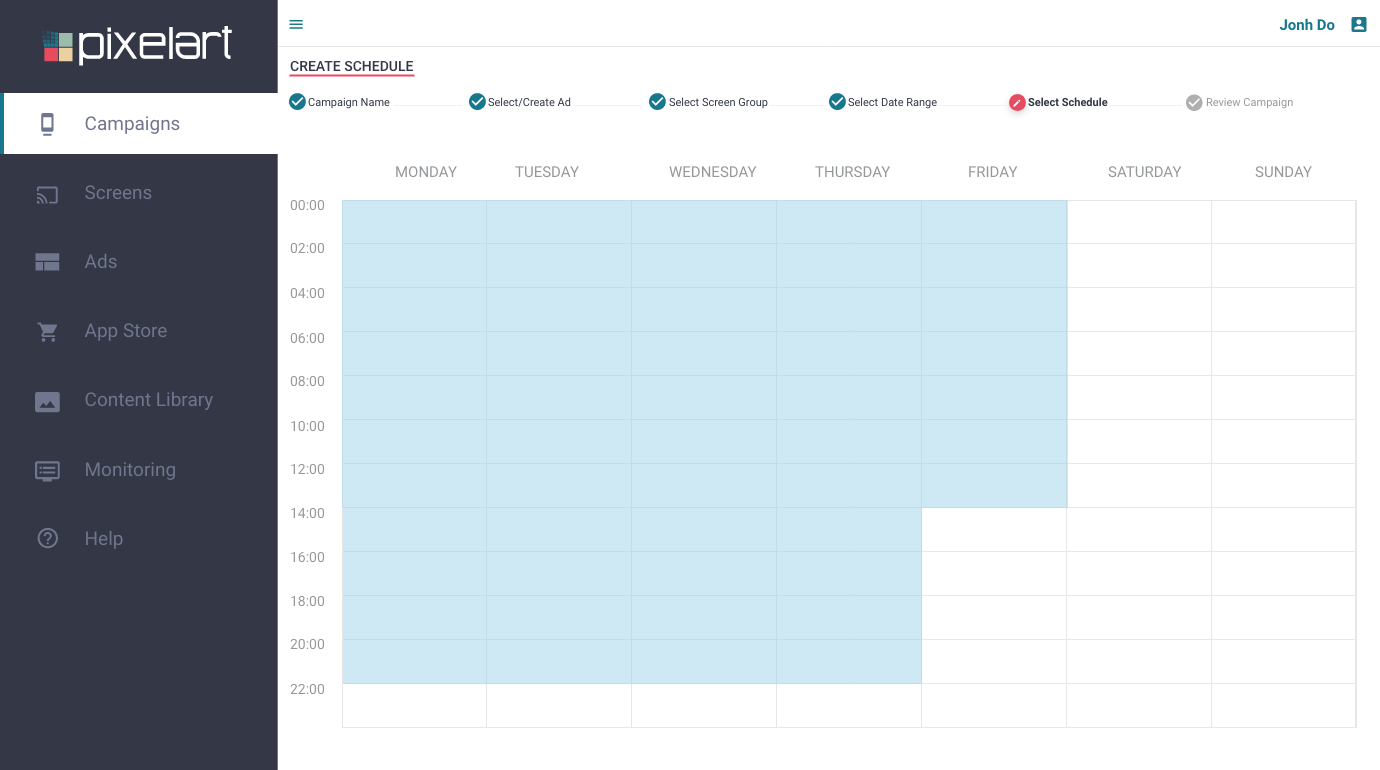 pixelart
Jonh Do
CREATE SCHEDULE
Campaign Name Select/Create Ad Select Screen Group Select Date Range Select Schedule Review Campaign
Campaigns
Screens
Ads
App Store
Content Library
Monitoring
Help
MONDAY TUESDAY WEDNESDAY THURSDAY FRIDAY SATURDAY SUNDAY
00:00
02:00
04:00
06:00
08:00
10:00
12:00
14:00
16:00
18:00
20:00
22:00